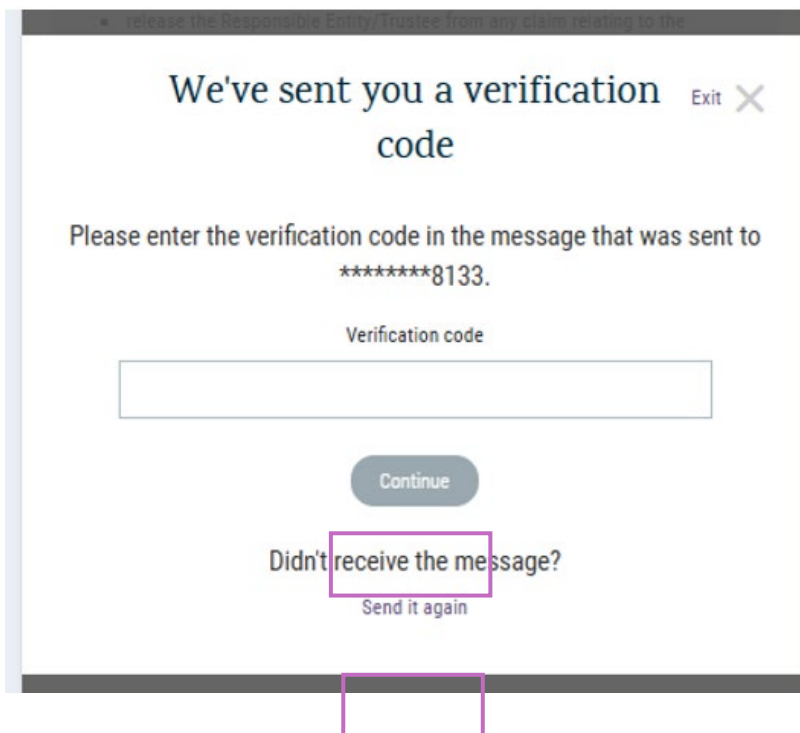 • release the Responsible Entity/Trustee from any claim relating to the
We've sent you a verification
Exit
code
Please enter the verification code in the message that was sent to
********8133.
Verification code
Continue
Didn't receive the message?
Send it again